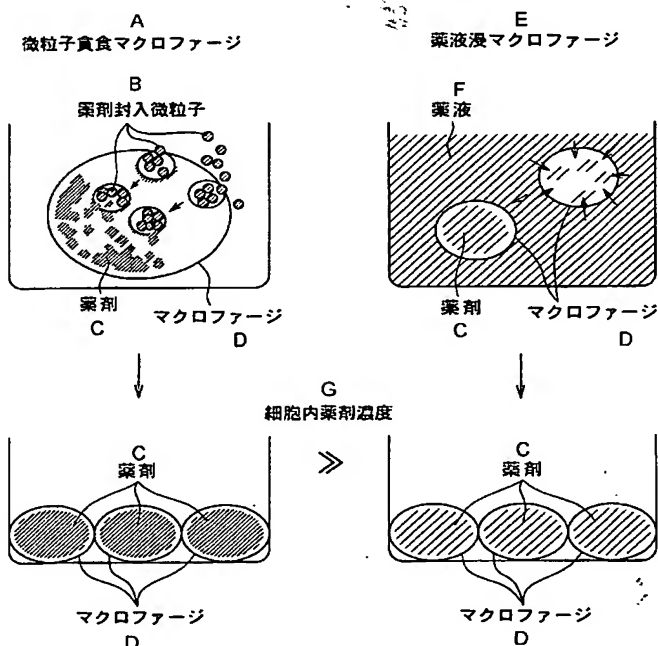 A
微粒子貪食マクロファージ
B
薬剤封入微粒子
薬剤
C
マクロファージ
D
E
薬液浸マクロファージ
F
薬液
薬剤
C
マクロファージ
D
G
細胞内薬剤濃度
≫
C
薬剤
マクロファージ
D
C
薬剤
マクロファージ
D